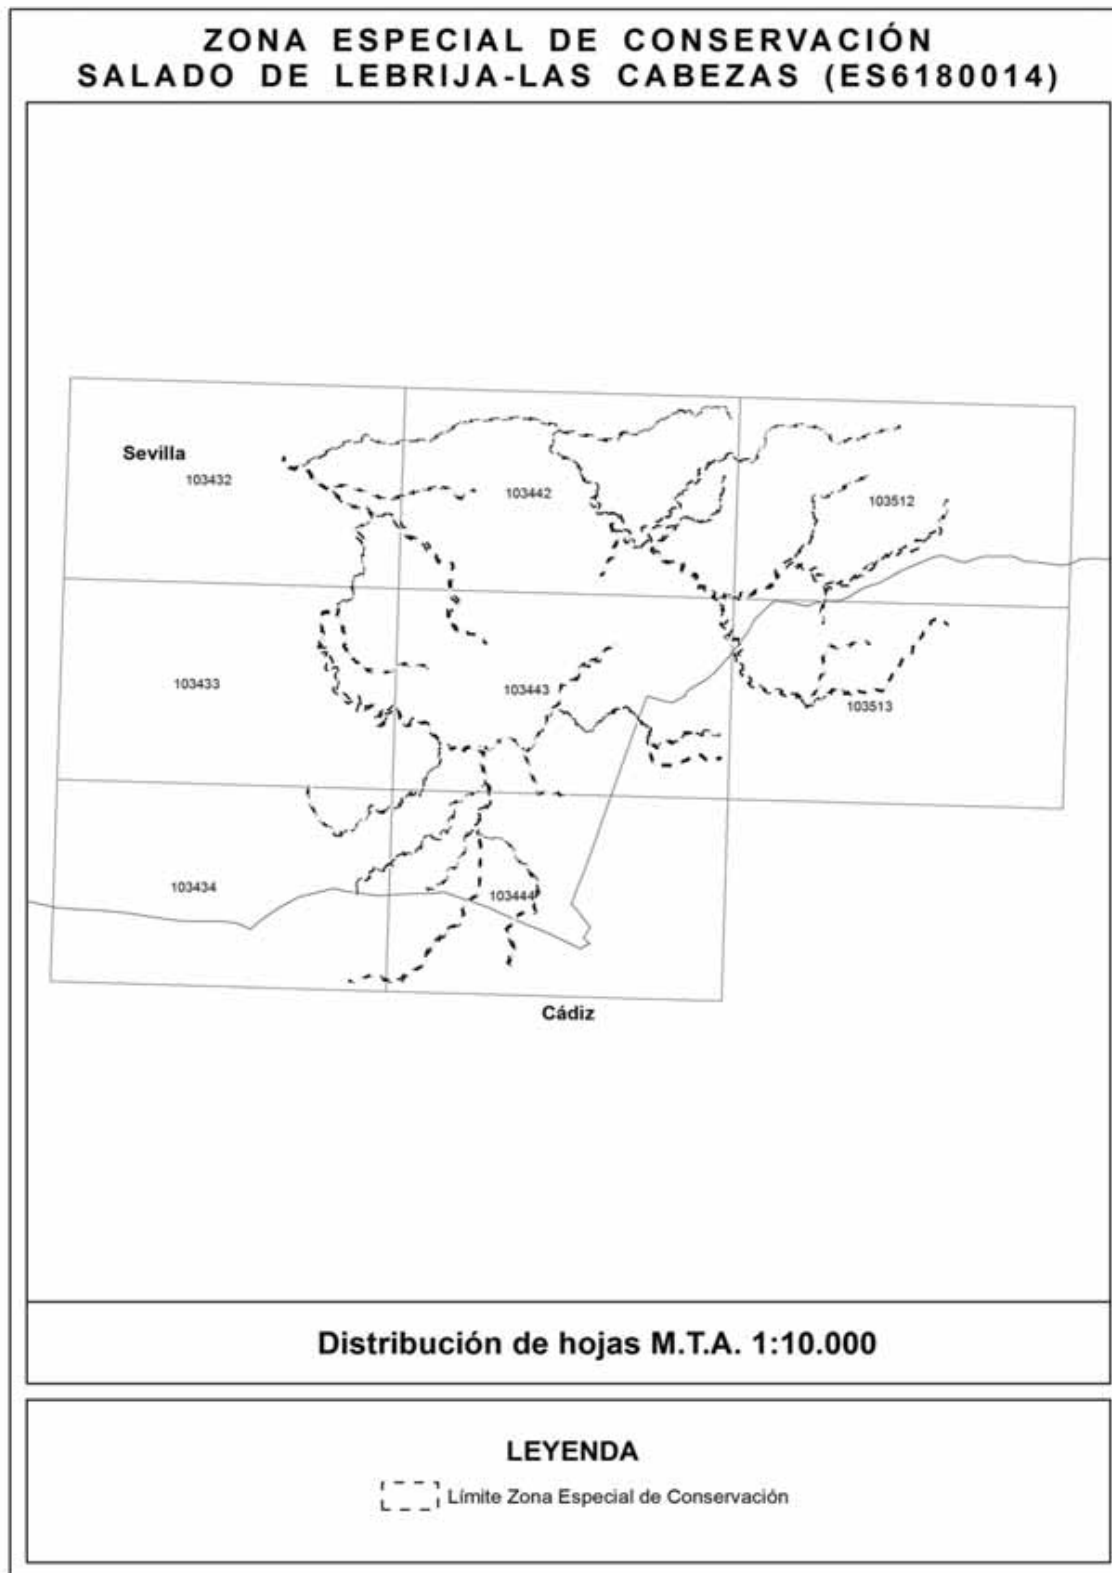 ZONA ESPECIAL DE CONSERVACIÓN
SALADO DE LEBRIJA-LAS CABEZAS (ES6180014)
Sevilla
103432
103442
103512
103433
103443
103513
103434
103444
Cádiz
Distribución de hojas M.T.A. 1:10.000
LEYENDA
Límite Zona Especial de Conservación